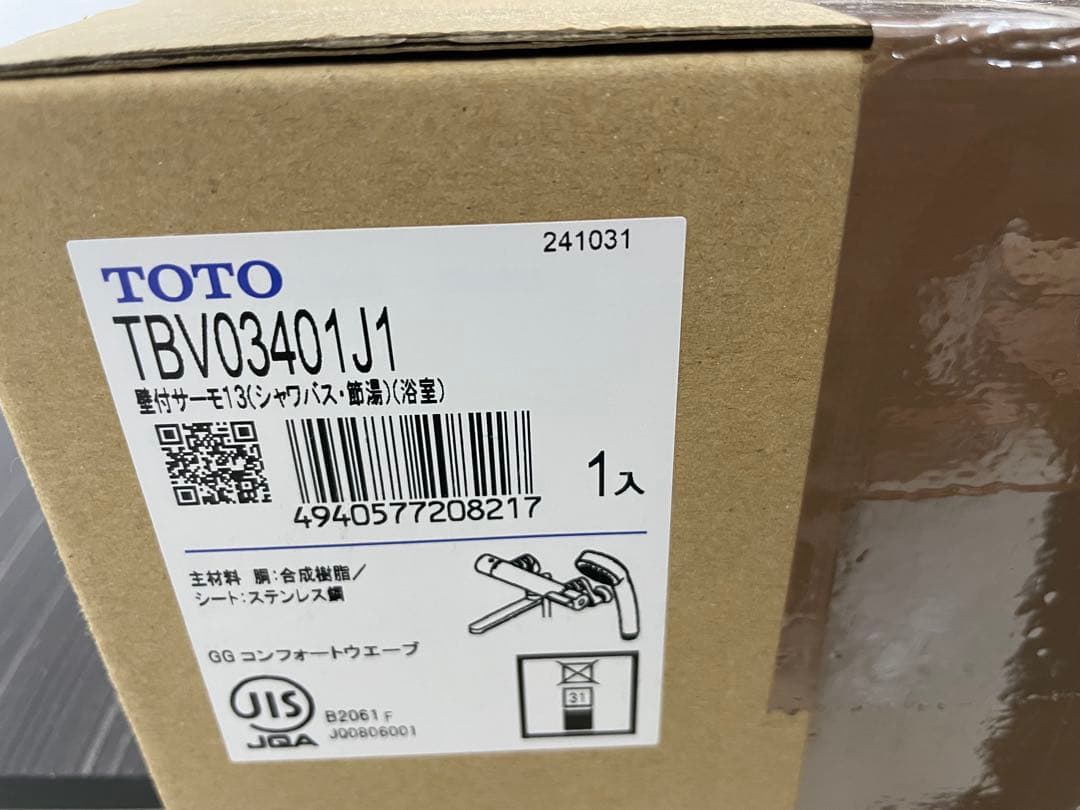 241031
TOTO
TBV03401J1
壁付サーモ13(シャワバス・節湯)(浴室)
4940577208217
1入
主材料 胴:合成樹脂/
シート:ステンレス鋼
GG コンフォートウエーブ
JIS
JQA
B2061 F
JQ0806001
31